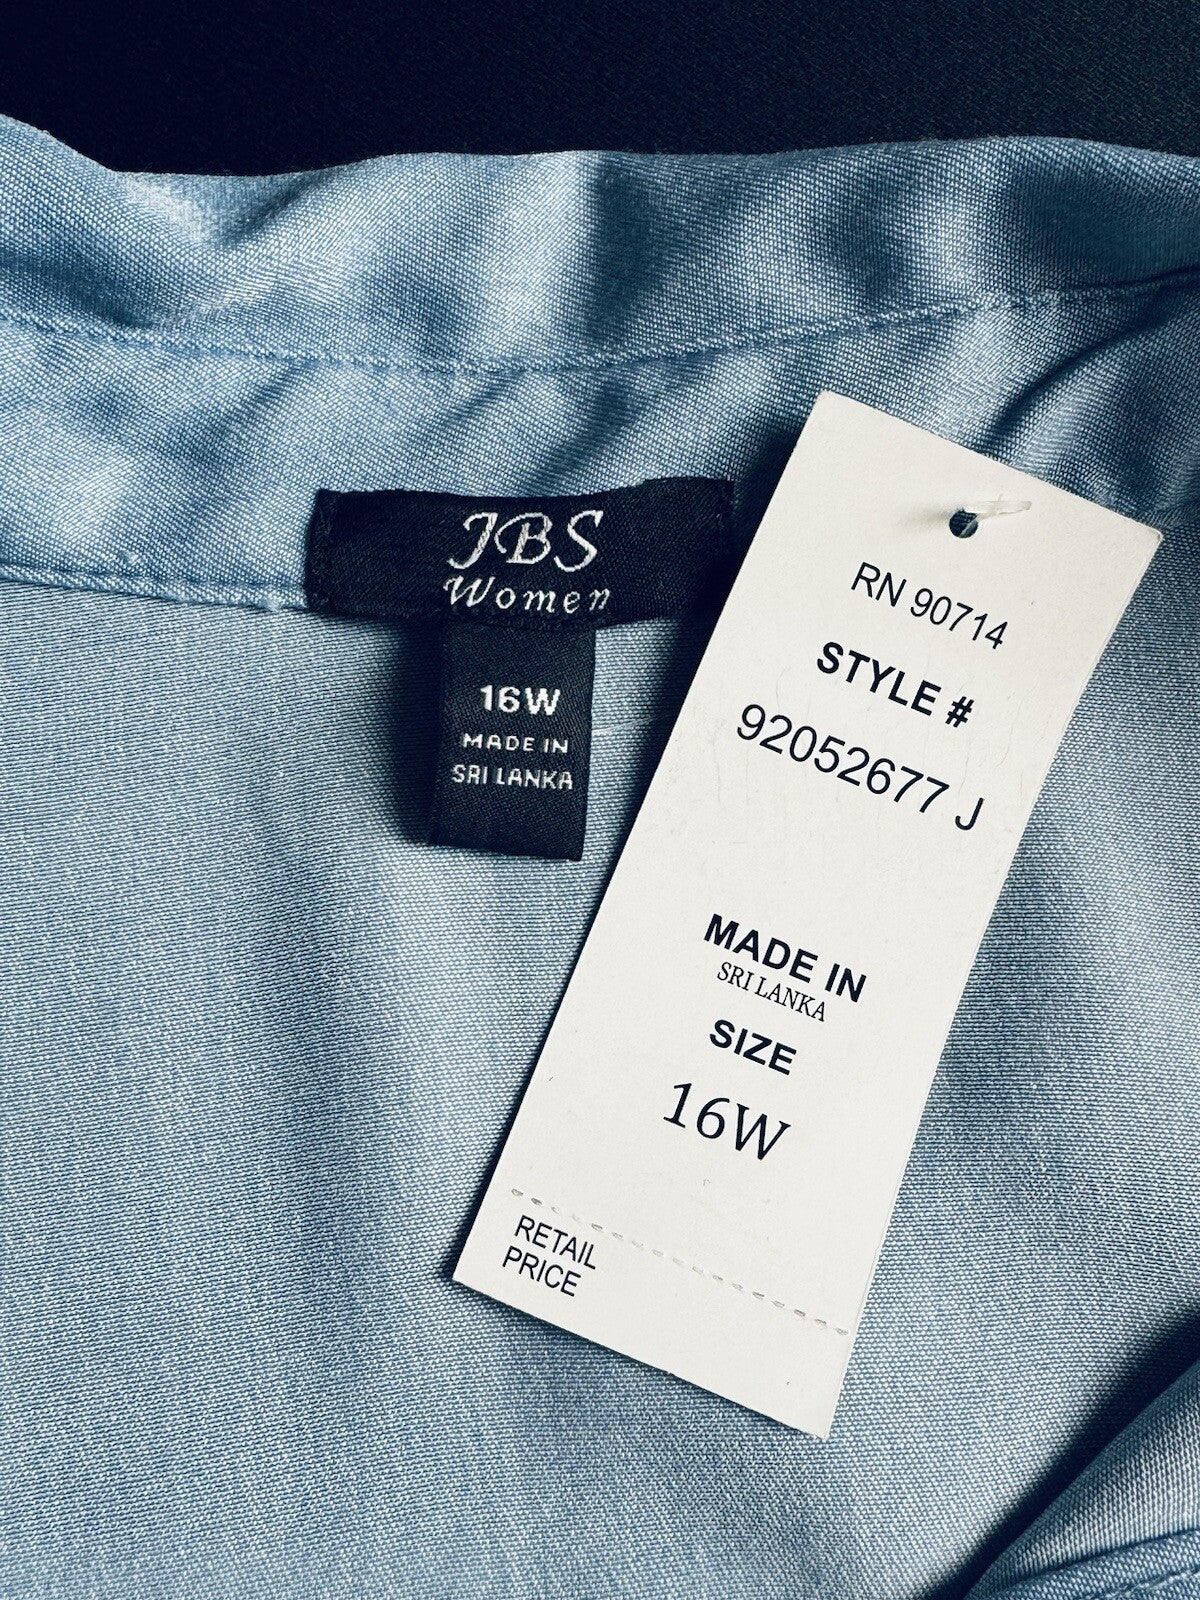 JBS
Women
16W
MADE IN
SRI LANKA
RN 90714
STYLE #
92052677 J
MADE IN
SRI LANKA
SIZE
16W
RETAIL
PRICE